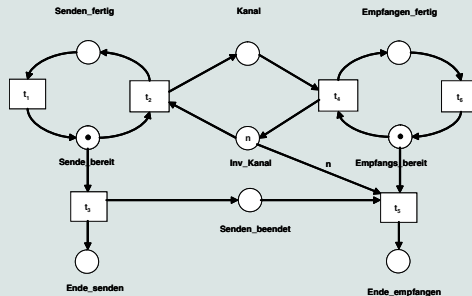 Senden_fertig
Kanal
Empfangen_fertig
t1
t2
t4
t6
n
Sende_bereit
Inv_Kanal
n
Empfangs_bereit
t3
t5
Senden_beendet
Ende_senden
Ende_empfangen